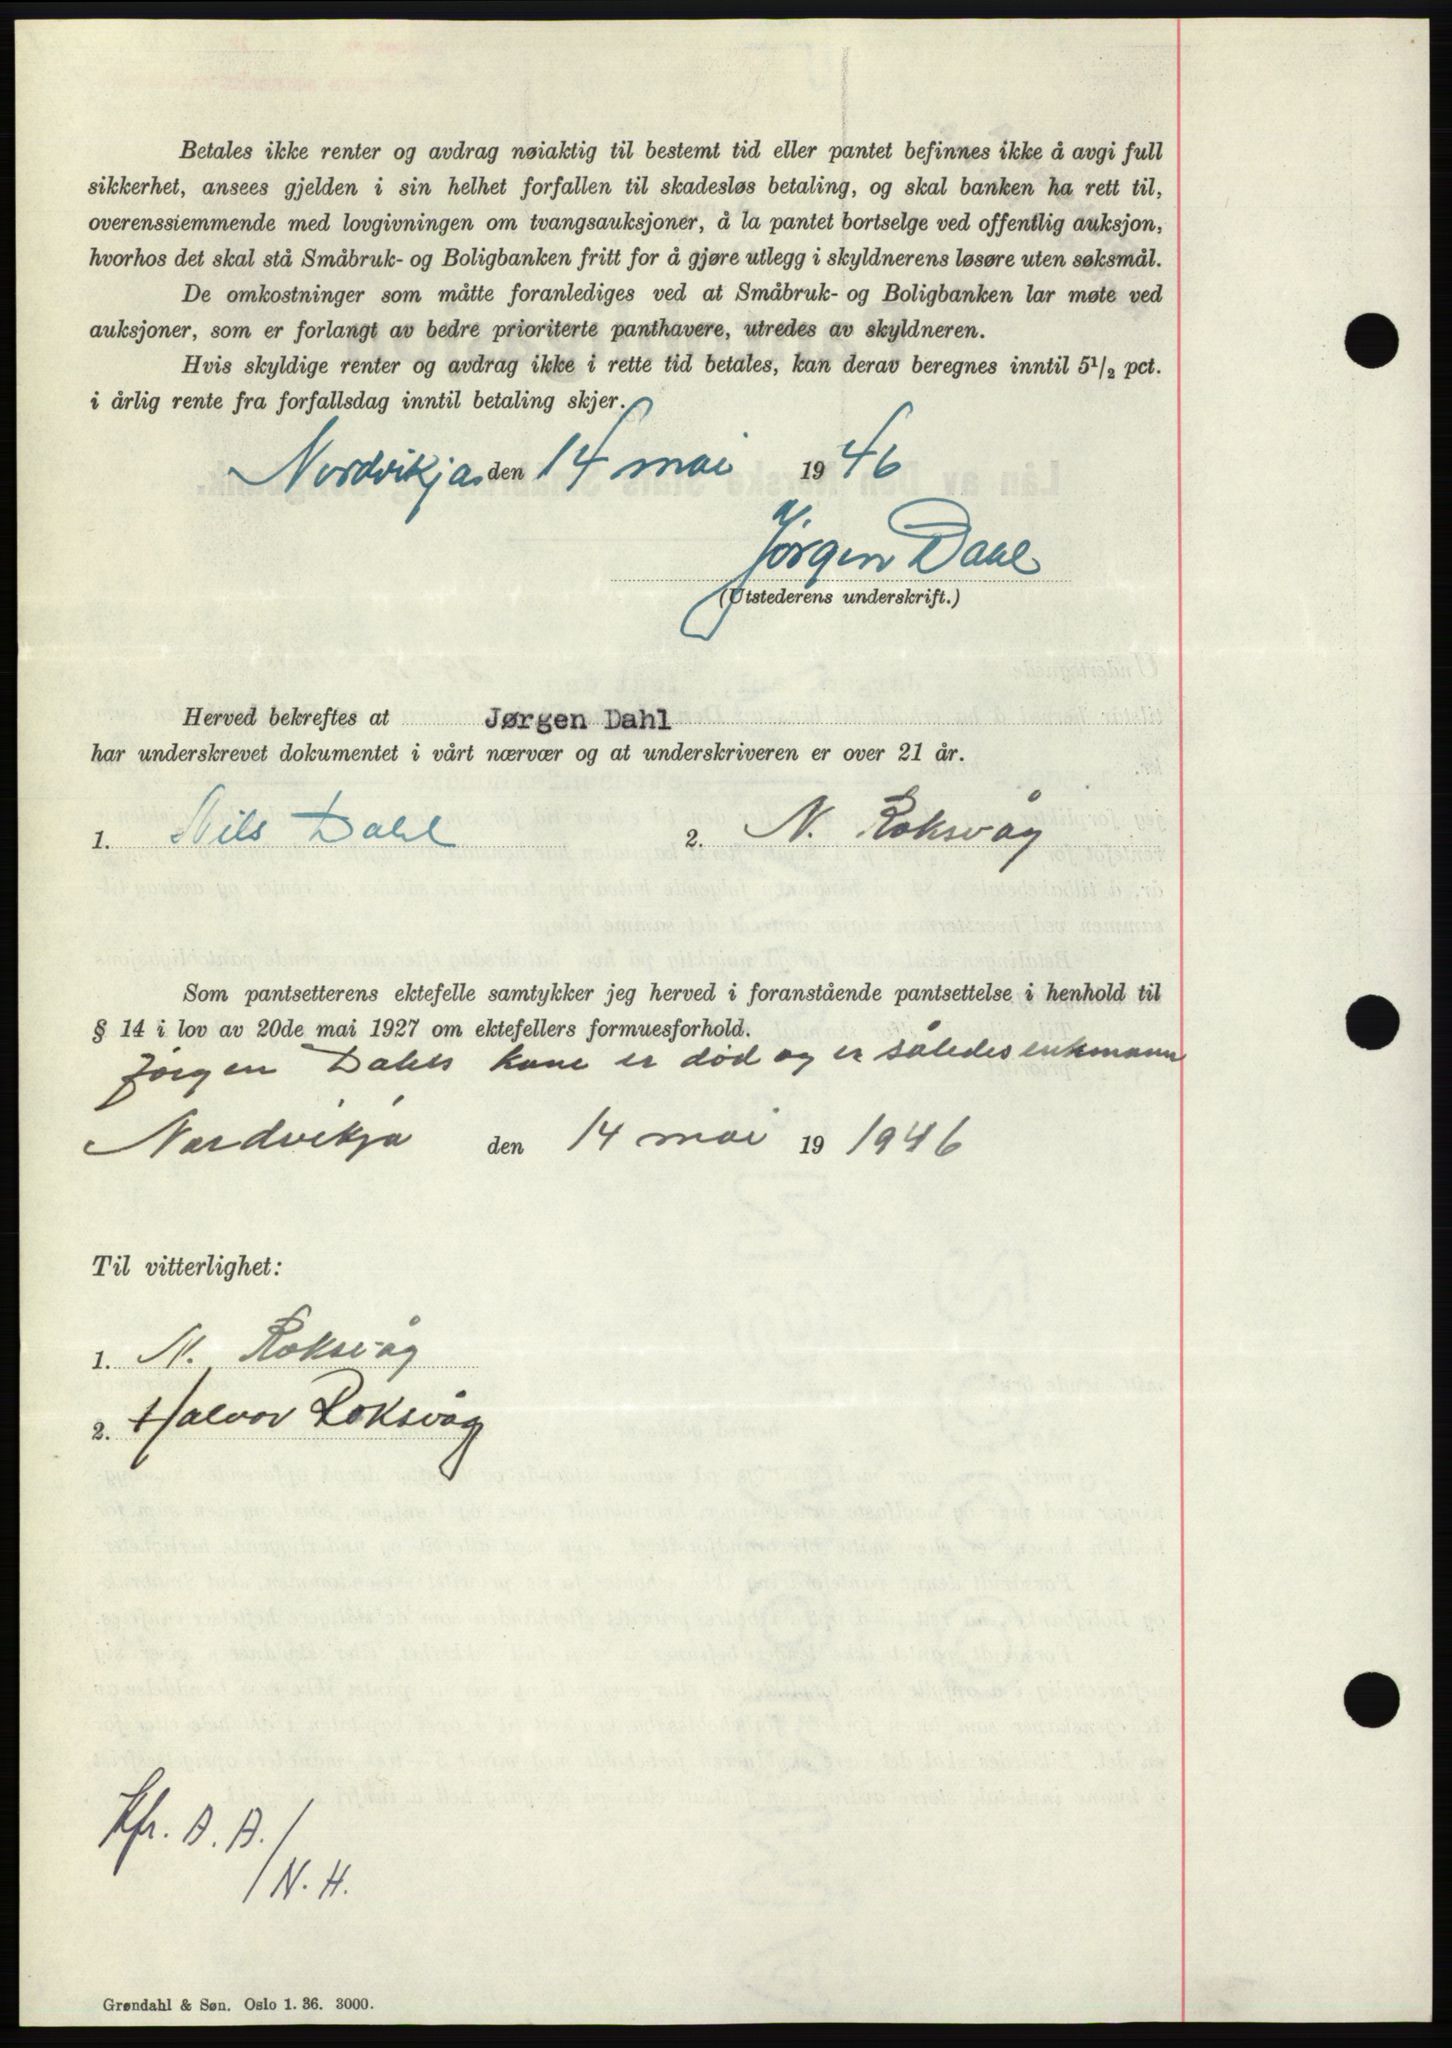 Betales ikke renter og avdrag nøiaktig til bestemt tid eller pantet befinnes ikke å avgi full
sikkerhet, ansees gjelden i sin helhet forfallen til skadesløs betaling, og skal banken ha rett til,
overenssiemmende med lovgivningen om tvangsauksjoner, å la pantet bortselge ved offentlig auksjon,
hvorhos det skal stå Småbruk- og Boligbanken fritt for å gjøre utlegg i skyldnerens løsøre uten søksmål.
De omkostninger som måtte foranlediges ved at Småbruk- og Boligbanken lar møte ved
auksjoner, som er forlangt av bedre prioriterte panthavere, utredes av skyldneren.
Hvis skyldige renter og avdrag ikke i rette tid betales, kan derav beregnes inntil 5 1/2 pct.
i årlig rente fra forfallsdag inntil betaling skjer.
Nordvikja den 14 mai 1946
Jørgen Dahl
(Utstederens underskrift.)
Herved bekreftes at Jørgen Dahl
har underskrevet dokumentet i vårt nærvær og at underskriveren er over 21 år.
1. Nils Dahl 2. N. Roksvåg
Som pantsetterens ektefelle samtykker jeg herved i foranstående pantsettelse i henhold til
§ 14 i lov av 20de mai 1927 om ektefellers formuesforhold.
Jørgen Dahls kone er død og er således enkmann
Nordvikja den 14 mai 19 1946
Til vitterlighet:
1. N. Roksvåg
2. Halvor Roksvåg
N. H.
Grøndahl & Søn. Oslo 1. 36. 3000.